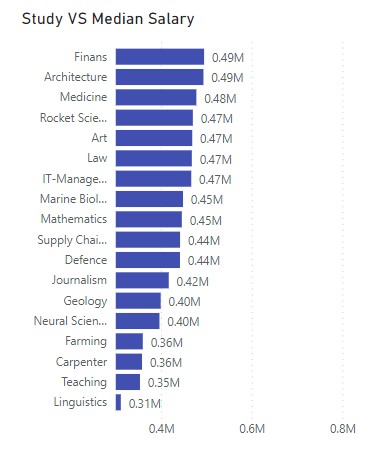 Study VS Median Salary
Finans 0.49M
Architecture 0.49M
Medicine 0.48M
Rocket Scie... 0.47M
Art 0.47M
Law 0.47M
IT-Manage... 0.47M
Marine Biol... 0.45M
Mathematics 0.45M
Supply Chai... 0.44M
Defence 0.44M
Journalism 0.42M
Geology 0.40M
Neural Scien... 0.40M
Farming 0.36M
Carpenter 0.36M
Teaching 0.35M
Linguistics 0.31M
0.4M 0.6M 0.8M